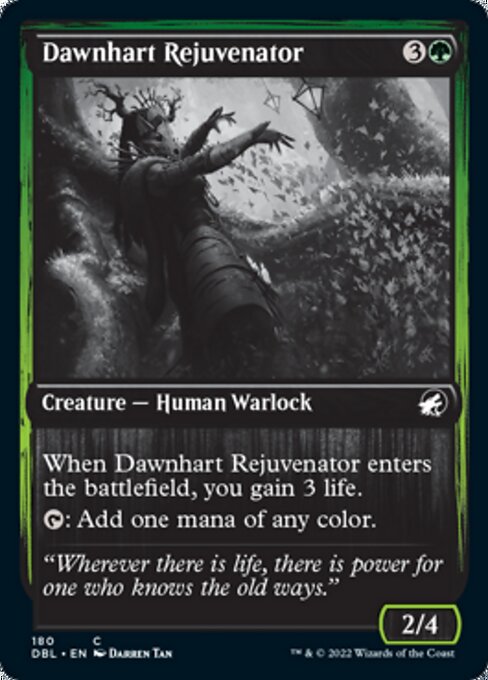 Dawnhart Rejuvenator 3
Creature — Human Warlock
When Dawnhart Rejuvenator enters
the battlefield, you gain 3 life.
: Add one mana of any color.
“Wherever there is life, there is power for
one who knows the old ways.”
2/4
180 C
DBL • EN Darren Tan
™ & © 2022 Wizards of the Coast